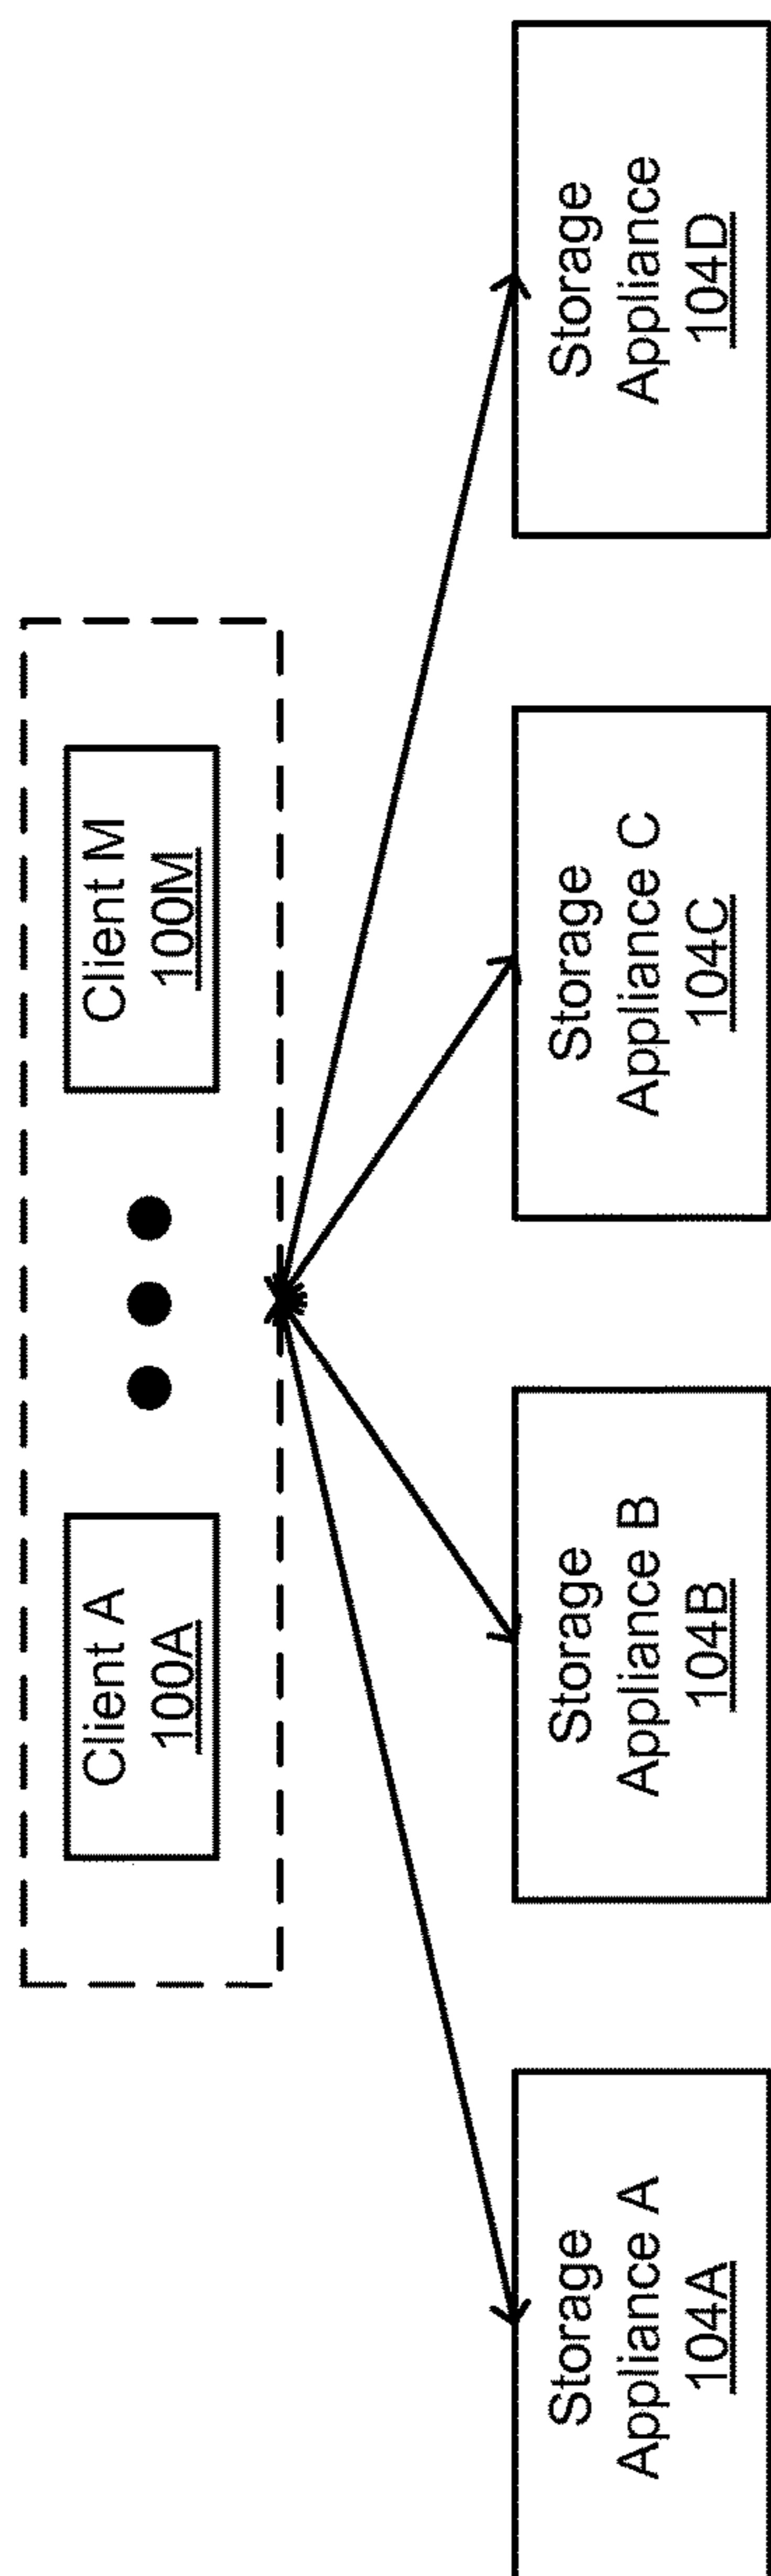 Client A
100A
Client M
100M
Storage
Appliance A
104A
Storage
Appliance B
104B
Storage
Appliance C
104C
Storage
Appliance
104D